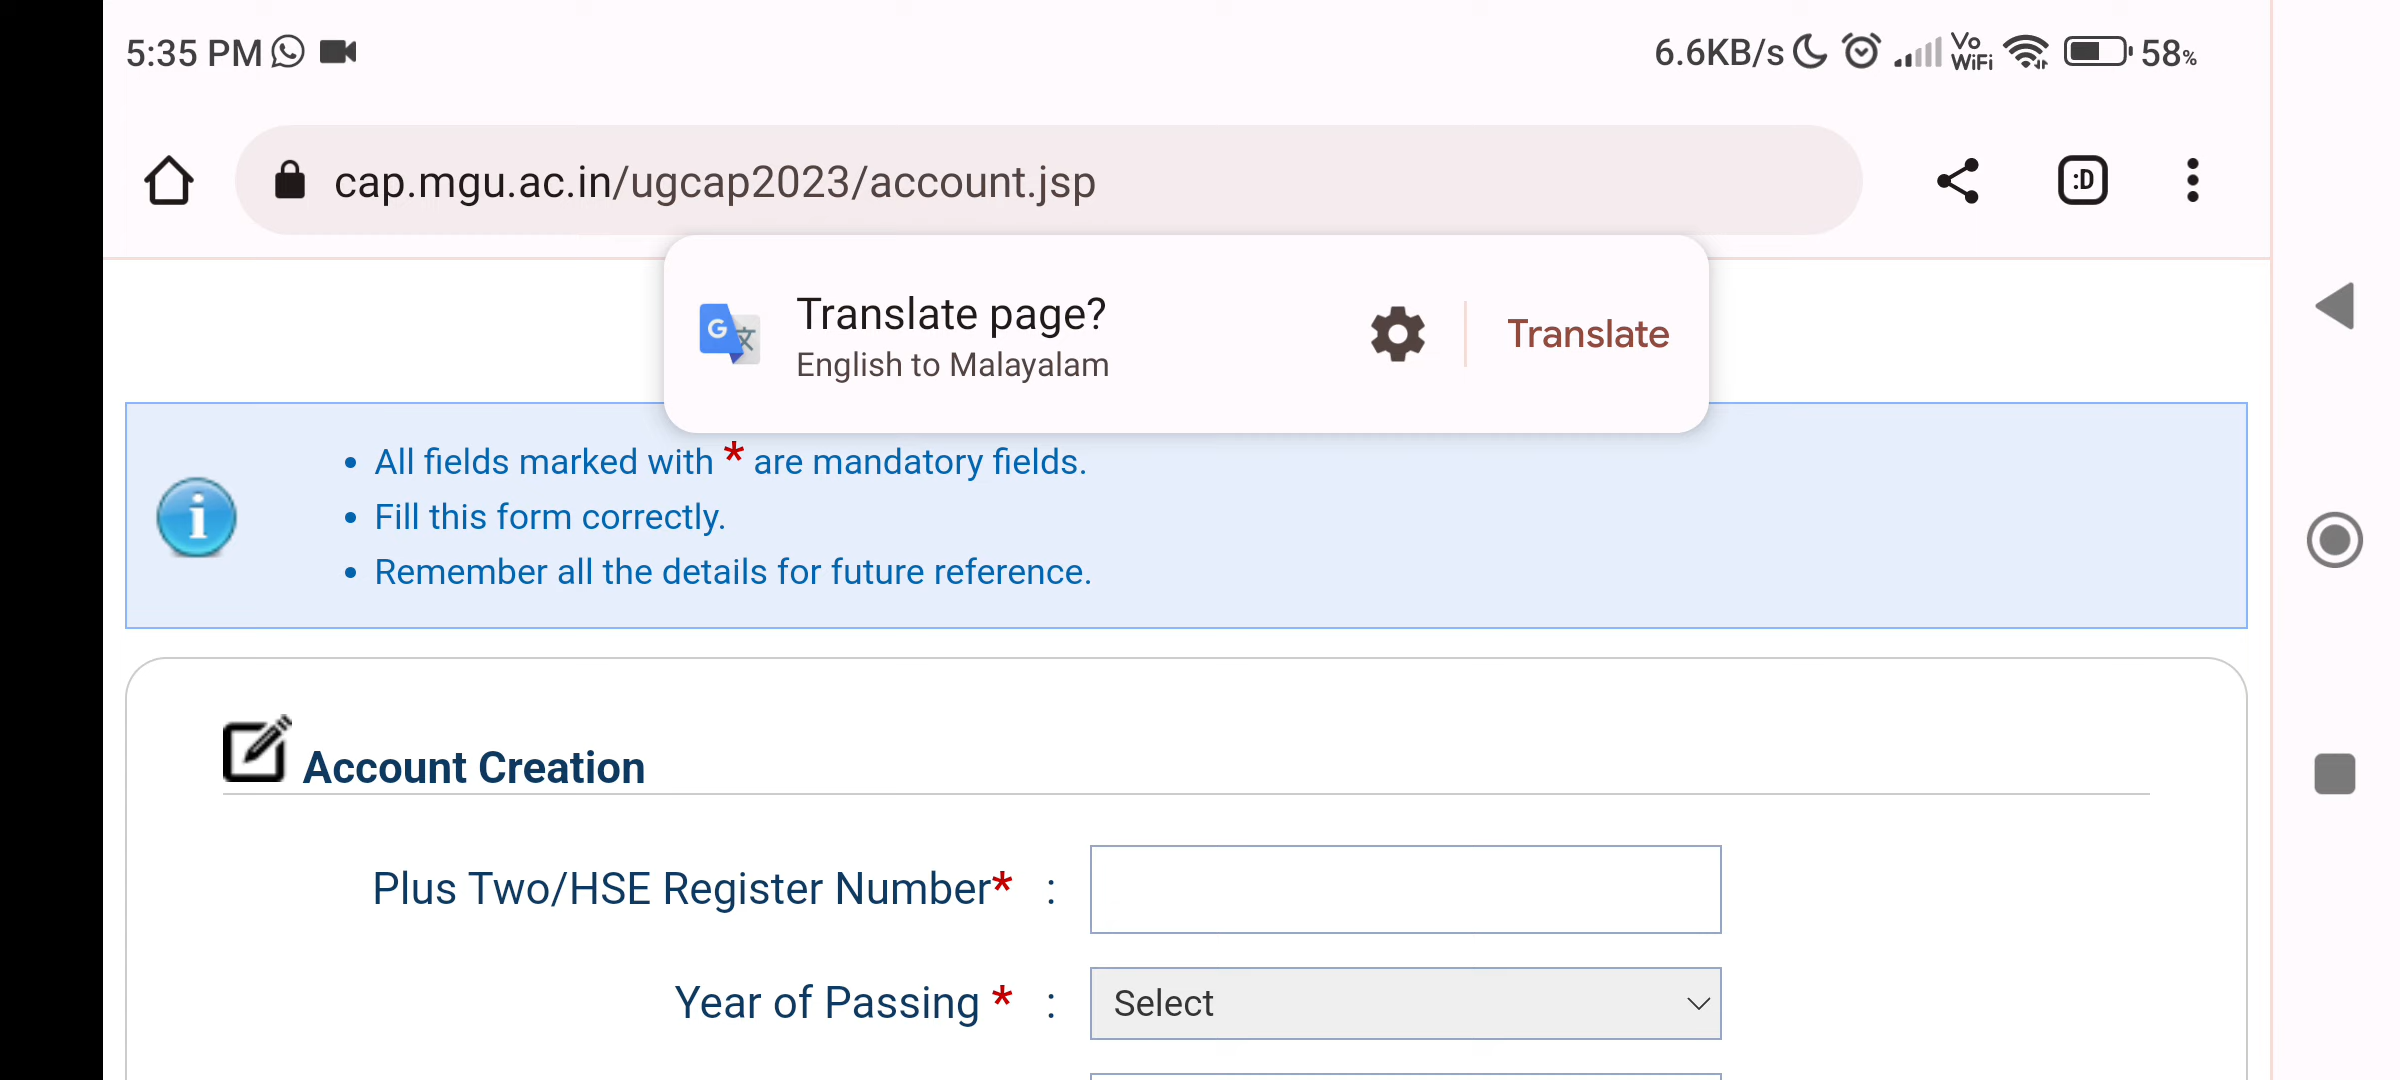 5:35 PM
6.6KB/s
Vo
WiFi
58%
cap.mgu.ac.in/ugcap2023/account.jsp
:D
G 文
Translate page?
English to Malayalam
Translate
• All fields marked with * are mandatory fields.
• Fill this form correctly.
• Remember all the details for future reference.
i
Account Creation
Plus Two/HSE Register Number* :
Year of Passing * : Select